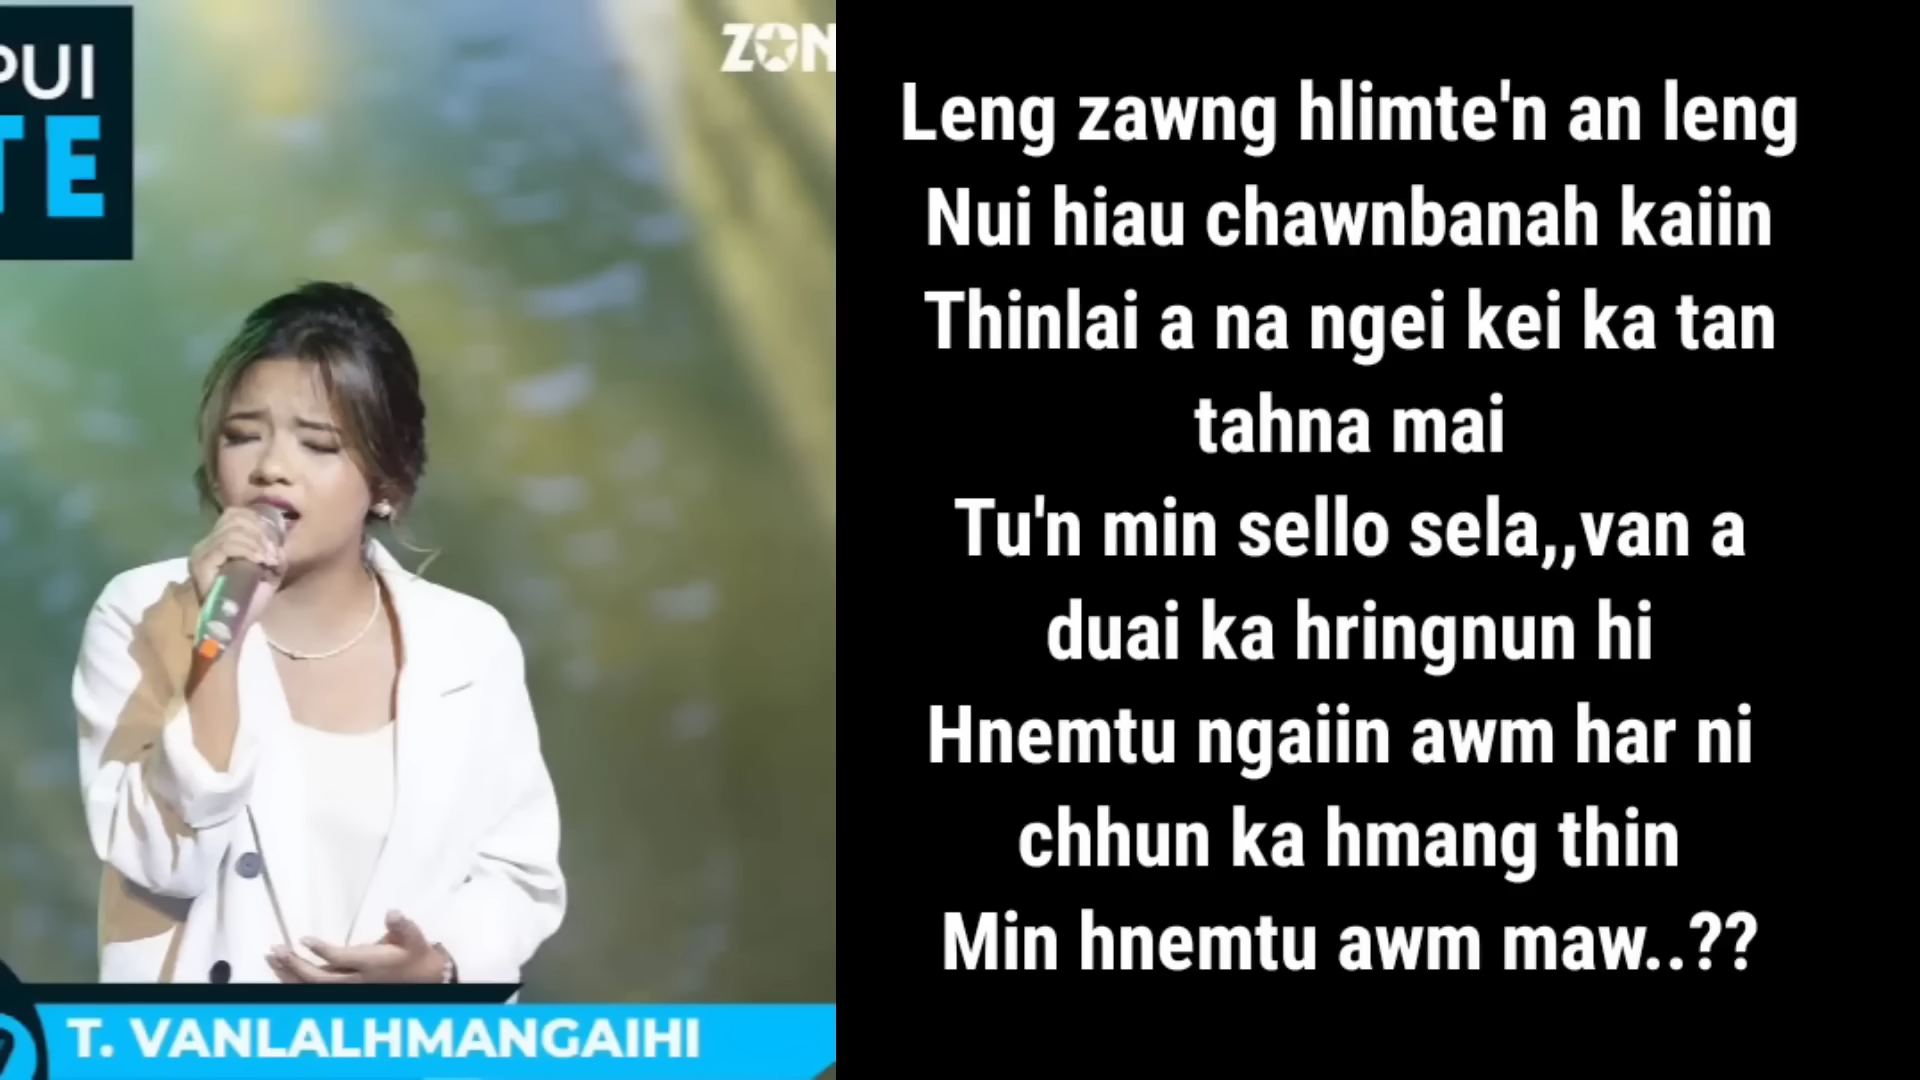 PUI
TE
ZON
T. VANLALHMANGAIHI
Leng zawng hlimte'n an leng
Nui hiau chawnbanah kaiin
Thinlai a na ngei kei ka tan
tahna mai
Tu'n min sello sela,,van a
duai ka hringnun hi
Hnemtu ngaiin awm har ni
chhun ka hmang thin
Min hnemtu awm maw..??